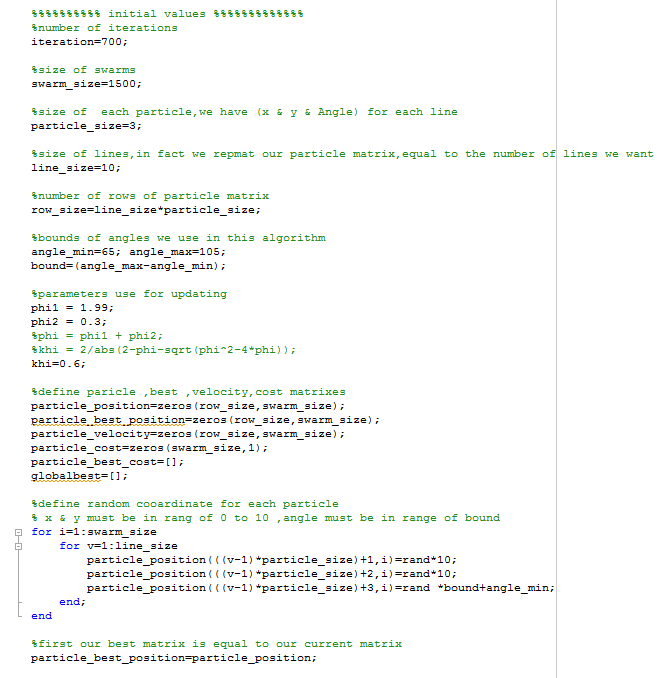 %%%%%%%%%% initial values %%%%%%%%%%%%%
%number of iterations
iteration=700;
%size of swarms
swarm_size=1500;
%size of  each particle,we have (x & y & Angle) for each line
particle_size=3;
%size of lines,in fact we repmat our particle matrix,equal to the number of lines we want
line_size=10;
%number of rows of particle matrix
row_size=line_size*particle_size;
%bounds of angles we use in this algorithm
angle_min=65; angle_max=105;
bound=(angle_max-angle_min);
%parameters use for updating
phi1 = 1.99;
phi2 = 0.3;
%phi = phi1 + phi2;
%khi = 2/abs(2-phi-sqrt(phi^2-4*phi));
khi=0.6;
%define paricle ,best ,velocity,cost matrixes
particle_position=zeros(row_size,swarm_size);
particle_best_position=zeros(row_size,swarm_size);
particle_velocity=zeros(row_size,swarm_size);
particle_cost=zeros(swarm_size,1);
particle_best_cost=[];
globalbest=[];
%define random cooardinate for each particle
% x & y must be in rang of 0 to 10 ,angle must be in range of bound
for i=1:swarm_size
    for v=1:line_size
        particle_position(((v-1)*particle_size)+1,i)=rand*10;
        particle_position(((v-1)*particle_size)+2,i)=rand*10;
        particle_position(((v-1)*particle_size)+3,i)=rand *bound+angle_min;
    end;
end
%first our best matrix is equal to our current matrix
particle_best_position=particle_position;